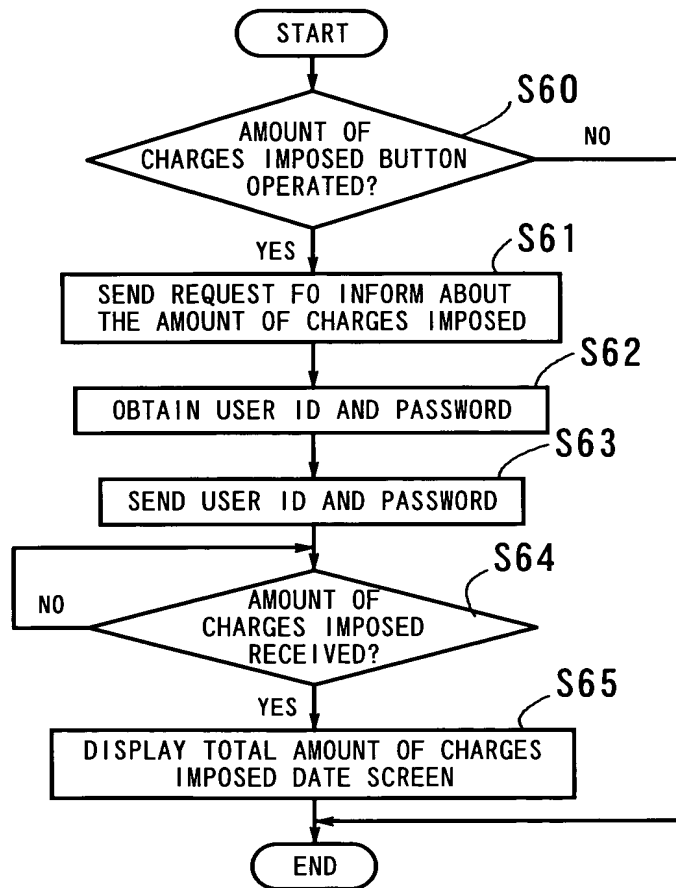 START
S60
AMOUNT OF
CHARGES IMPOSED BUTTON
OPERATED?
NO
YES
S61
SEND REQUEST FO INFORM ABOUT
THE AMOUNT OF CHARGES IMPOSED
S62
OBTAIN USER ID AND PASSWORD
S63
SEND USER ID AND PASSWORD
S64
NO
AMOUNT OF
CHARGES IMPOSED
RECEIVED?
YES
S65
DISPLAY TOTAL AMOUNT OF CHARGES
IMPOSED DATE SCREEN
END